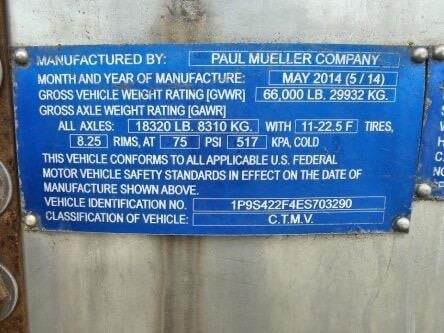 MANUFACTURED BY: PAUL MUELLER COMPANY
MONTH AND YEAR OF MANUFACTURE: MAY 2014 (5 / 14)
GROSS VEHICLE WEIGHT RATING [GVWR] 66,000 LB. 29932 KG.
GROSS AXLE WEIGHT RATING [GAWR]
ALL AXLES: 18320 LB. 8310 KG. WITH 11-22.5 F TIRES,
8.25 RIMS, AT 75 PSI 517 KPA, COLD
THIS VEHICLE CONFORMS TO ALL APPLICABLE U.S. FEDERAL
MOTOR VEHICLE SAFETY STANDARDS IN EFFECT ON THE DATE OF
MANUFACTURE SHOWN ABOVE.
VEHICLE IDENTIFICATION NO. 1P9S422F4ES703290
CLASSIFICATION OF VEHICLE: C.T.M.V.